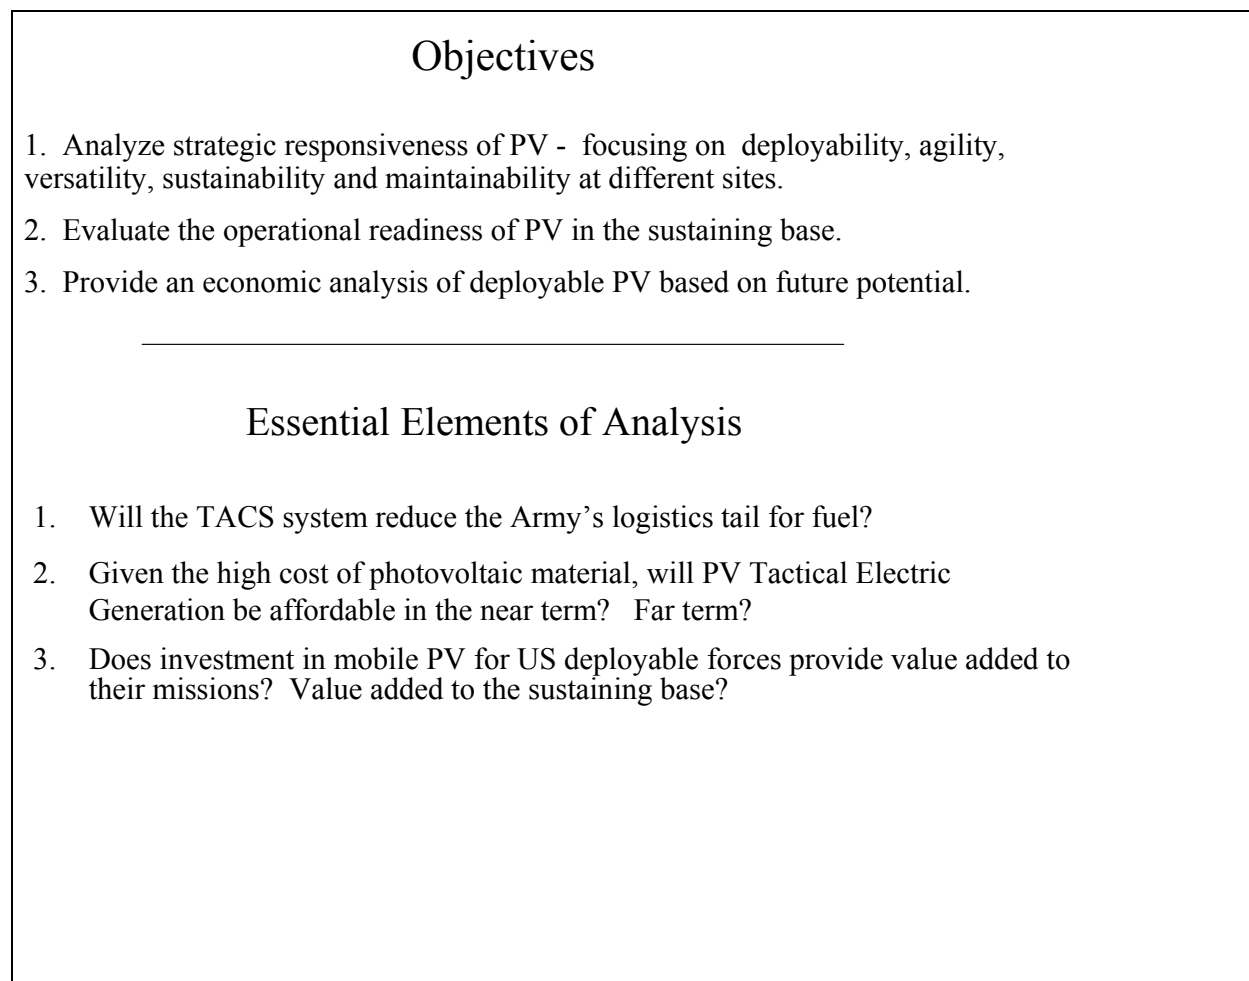 Objectives
1. Analyze strategic responsiveness of PV - focusing on deployability, agility,
versatility, sustainability and maintainability at different sites.
2. Evaluate the operational readiness of PV in the sustaining base.
3. Provide an economic analysis of deployable PV based on future potential.
Essential Elements of Analysis
1. Will the TACS system reduce the Army’s logistics tail for fuel?
2. Given the high cost of photovoltaic material, will PV Tactical Electric
Generation be affordable in the near term? Far term?
3. Does investment in mobile PV for US deployable forces provide value added to
their missions? Value added to the sustaining base?